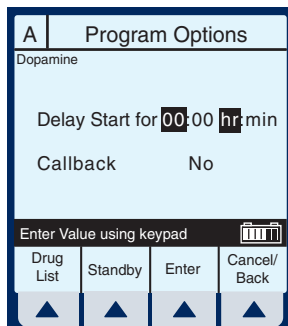 A Program Options
Dopamine
Delay Start for 00:00 hr:min
Callback No
Enter Value using keypad
Drug List Standby Enter Cancel/ Back